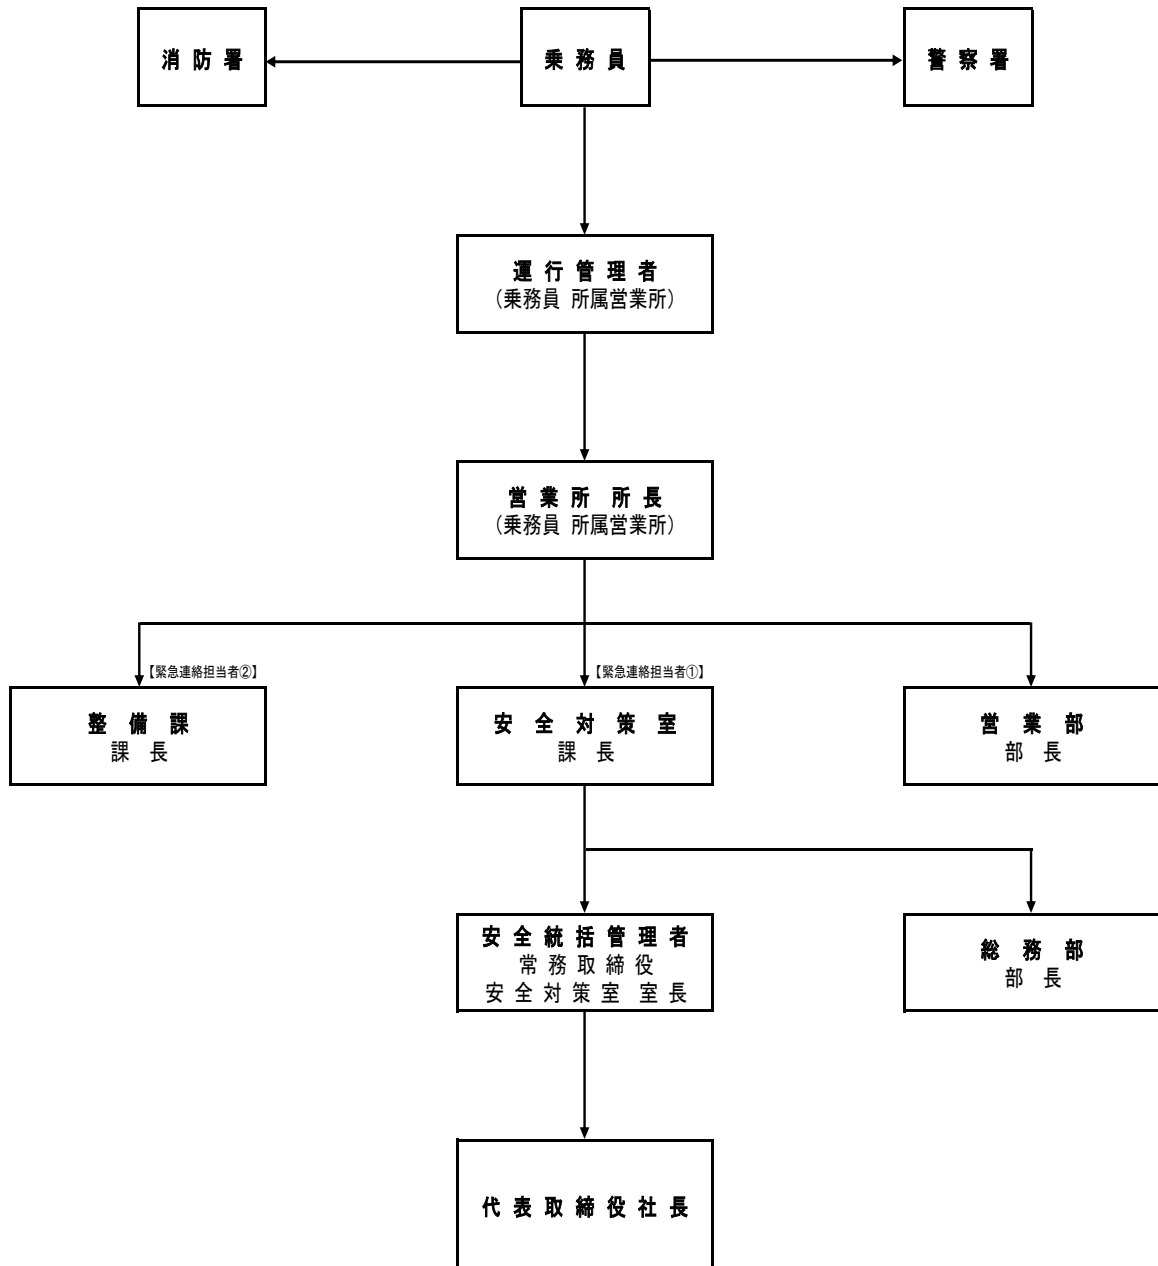 消防署
乗務員
警察署
運行管理者
（乗務員 所属営業所）
営業所 所長
（乗務員 所属営業所）
【緊急連絡担当者②】
【緊急連絡担当者①】
整備課
課長
安全対策室
課長
営業部
部長
安全統括管理者
常務取締役
安全対策室 室長
総務部
部長
代表取締役社長